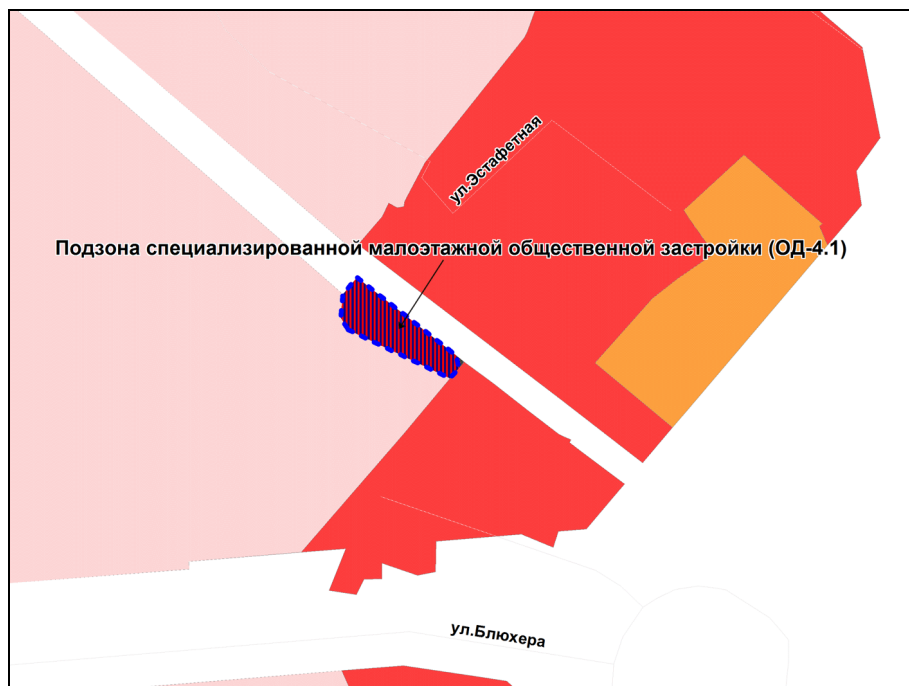 ул.Эстафетная
Подзона специализированной малоэтажной общественной застройки (ОД-4.1)
ул.Блюхера